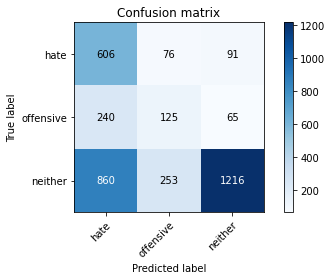 Confusion matrix
True label
hate
606 76 91
offensive
240 125 65
neither
860 253 1216
hate offensive neither
Predicted label
1200
1000
800
600
400
200